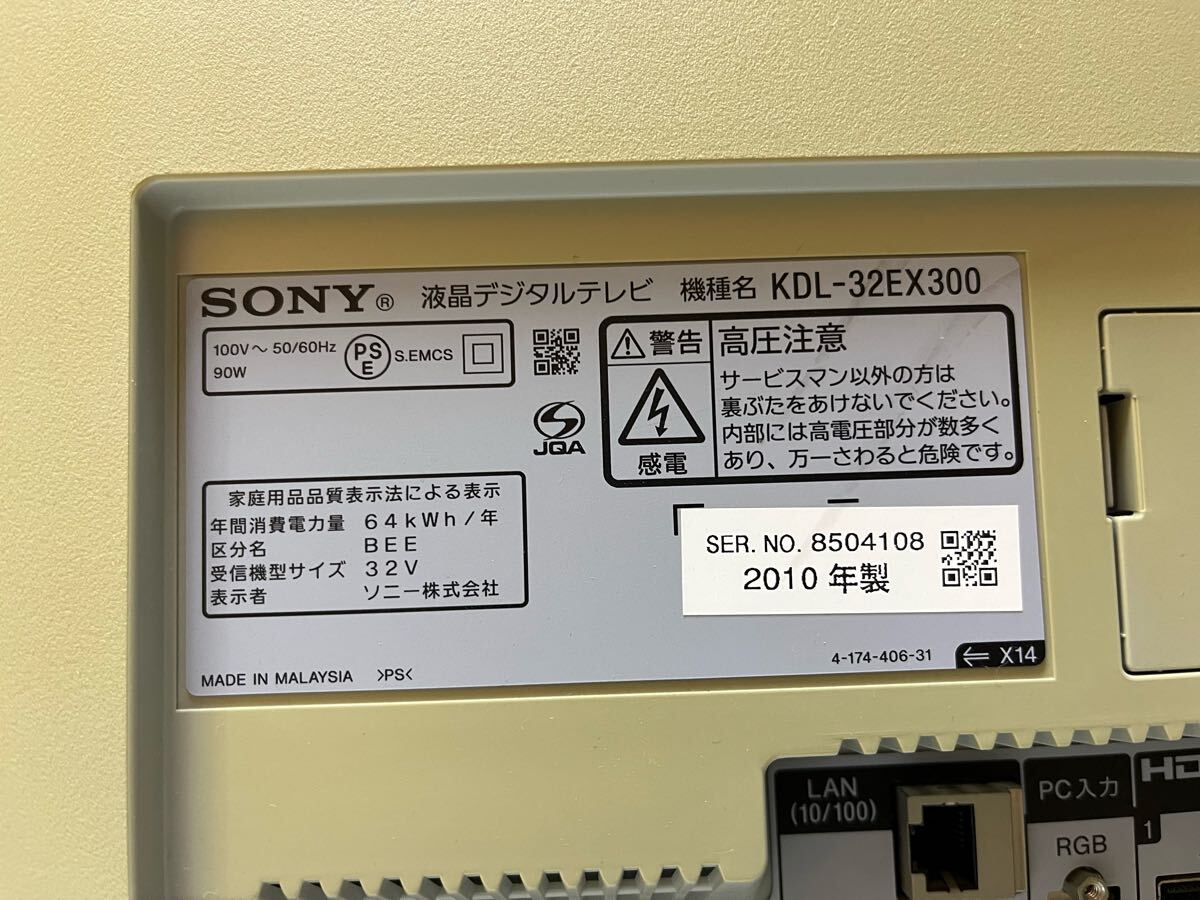 SONY® 液晶デジタルテレビ 機種名 KDL-32EX300
100V～ 50/60Hz
90W
PS
E
S.EMCS
JQA
警告
感電
高圧注意
サービスマン以外の方は
裏ぶたをあけないでください。
内部には高電圧部分が数多く
あり、万一さわると危険です。
家庭用品品質表示法による表示
年間消費電力量 64kWh/年
区分名 BEE
受信機型サイズ 32V
表示者 ソニー株式会社
SER. NO. 8504108
2010 年製
MADE IN MALAYSIA >PS<
4-174-406-31
X14
LAN
(10/100)
PC入力
RGB
1